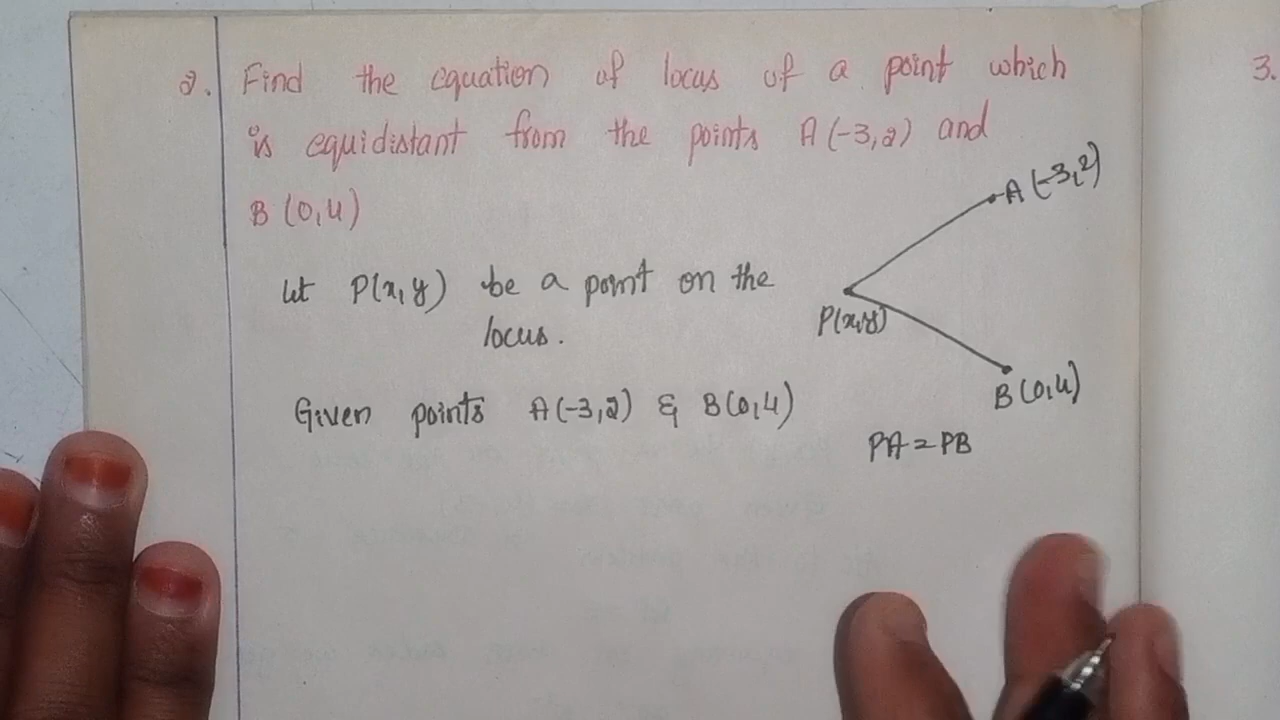 2. Find the equation of locus of a point which
is equidistant from the points A(-3,2) and
B (0,4)
let P(x,y) be a point on the
locus.
Given points A(-3,2) & B(0,4)
A(-3,2)
P(x,y)
B(0,4)
PA=PB
3.